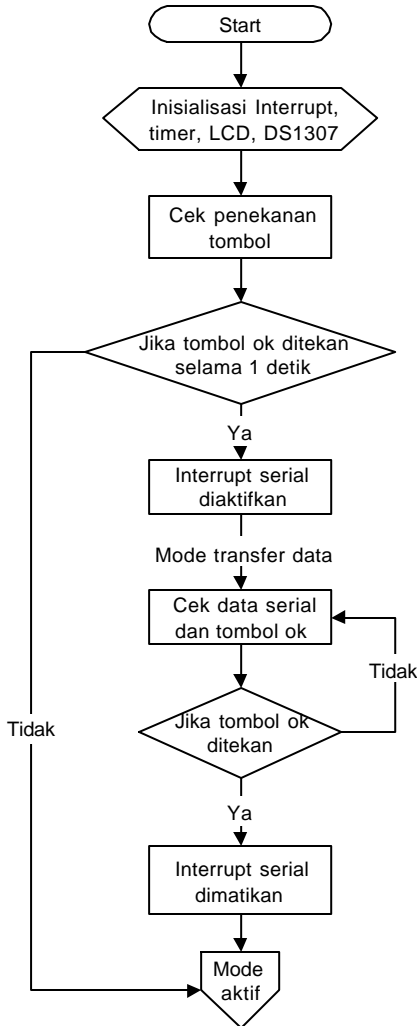 Start
Inisialisasi Interrupt,
timer, LCD, DS1307
Cek penekanan
tombol
Jika tombol ok ditekan
selama 1 detik
Ya
Interrupt serial
diaktifkan
Mode transfer data
Cek data serial
dan tombol ok
Tidak
Jika tombol ok
ditekan
Tidak
Ya
Interrupt serial
dimatikan
Mode
aktif